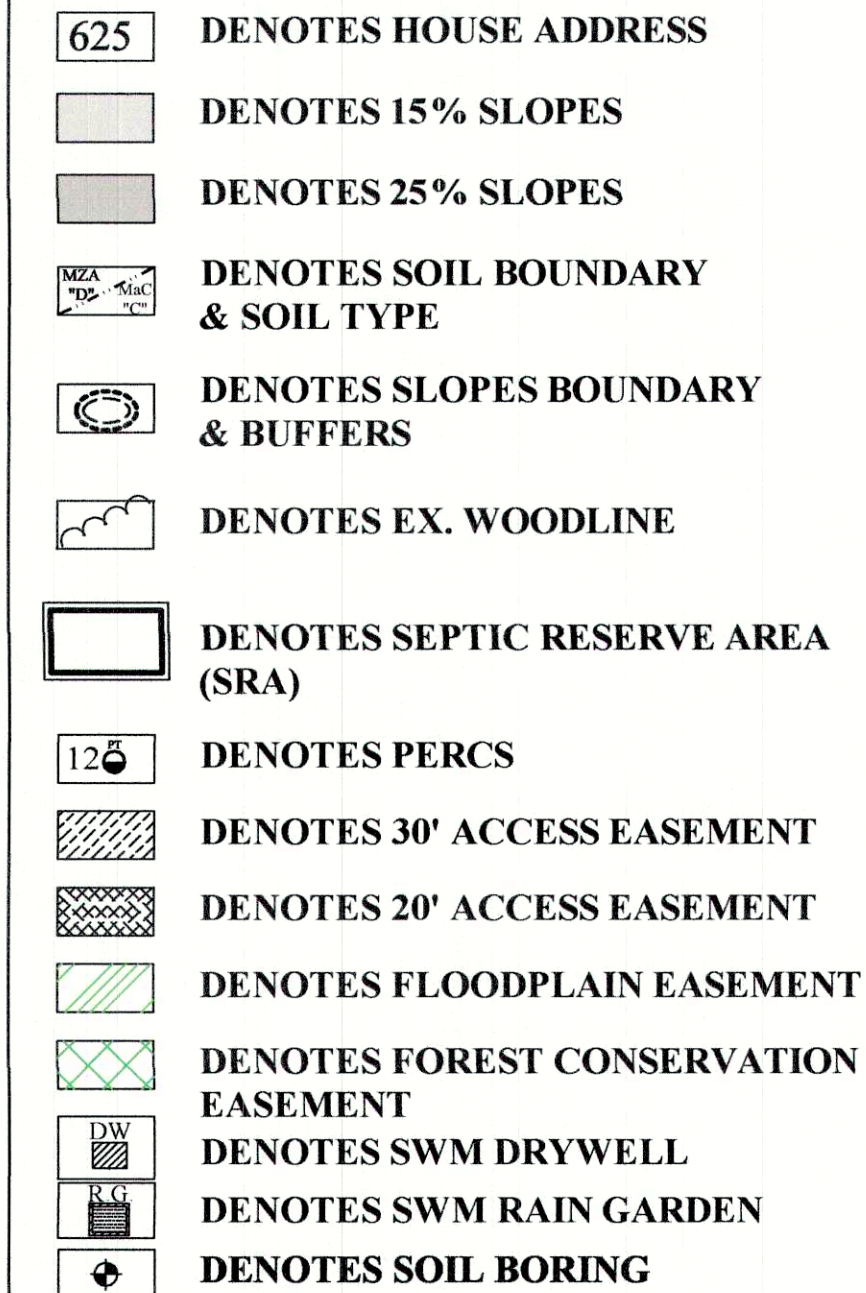 625 DENOTES HOUSE ADDRESS
DENOTES 15% SLOPES
DENOTES 25% SLOPES
MZA "D" MaC "C" DENOTES SOIL BOUNDARY
& SOIL TYPE
DENOTES SLOPES BOUNDARY
& BUFFERS
DENOTES EX. WOODLINE
DENOTES SEPTIC RESERVE AREA
(SRA)
12 PT DENOTES PERCS
DENOTES 30' ACCESS EASEMENT
DENOTES 20' ACCESS EASEMENT
DENOTES FLOODPLAIN EASEMENT
DENOTES FOREST CONSERVATION
EASEMENT
DW DENOTES SWM DRYWELL
R.G. DENOTES SWM RAIN GARDEN
DENOTES SOIL BORING